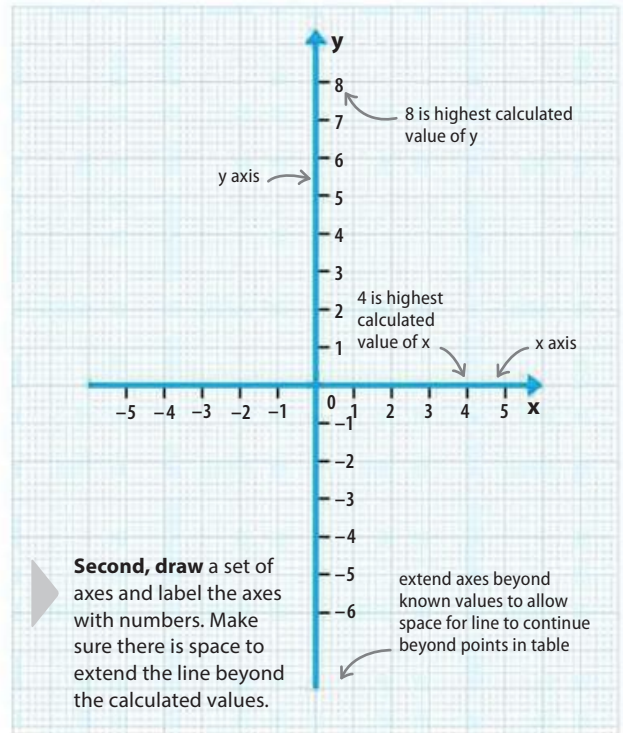 y
8
8 is highest calculated
value of y
7
6
y axis
5
4
3
4 is highest
calculated
value of x
2
1
x axis
−5 −4 −3 −2 −1 0 1 2 3 4 5 x
−1
−2
−3
−4
−5
−6
Second, draw a set of
axes and label the axes
with numbers. Make
sure there is space to
extend the line beyond
the calculated values.
extend axes beyond
known values to allow
space for line to continue
beyond points in table